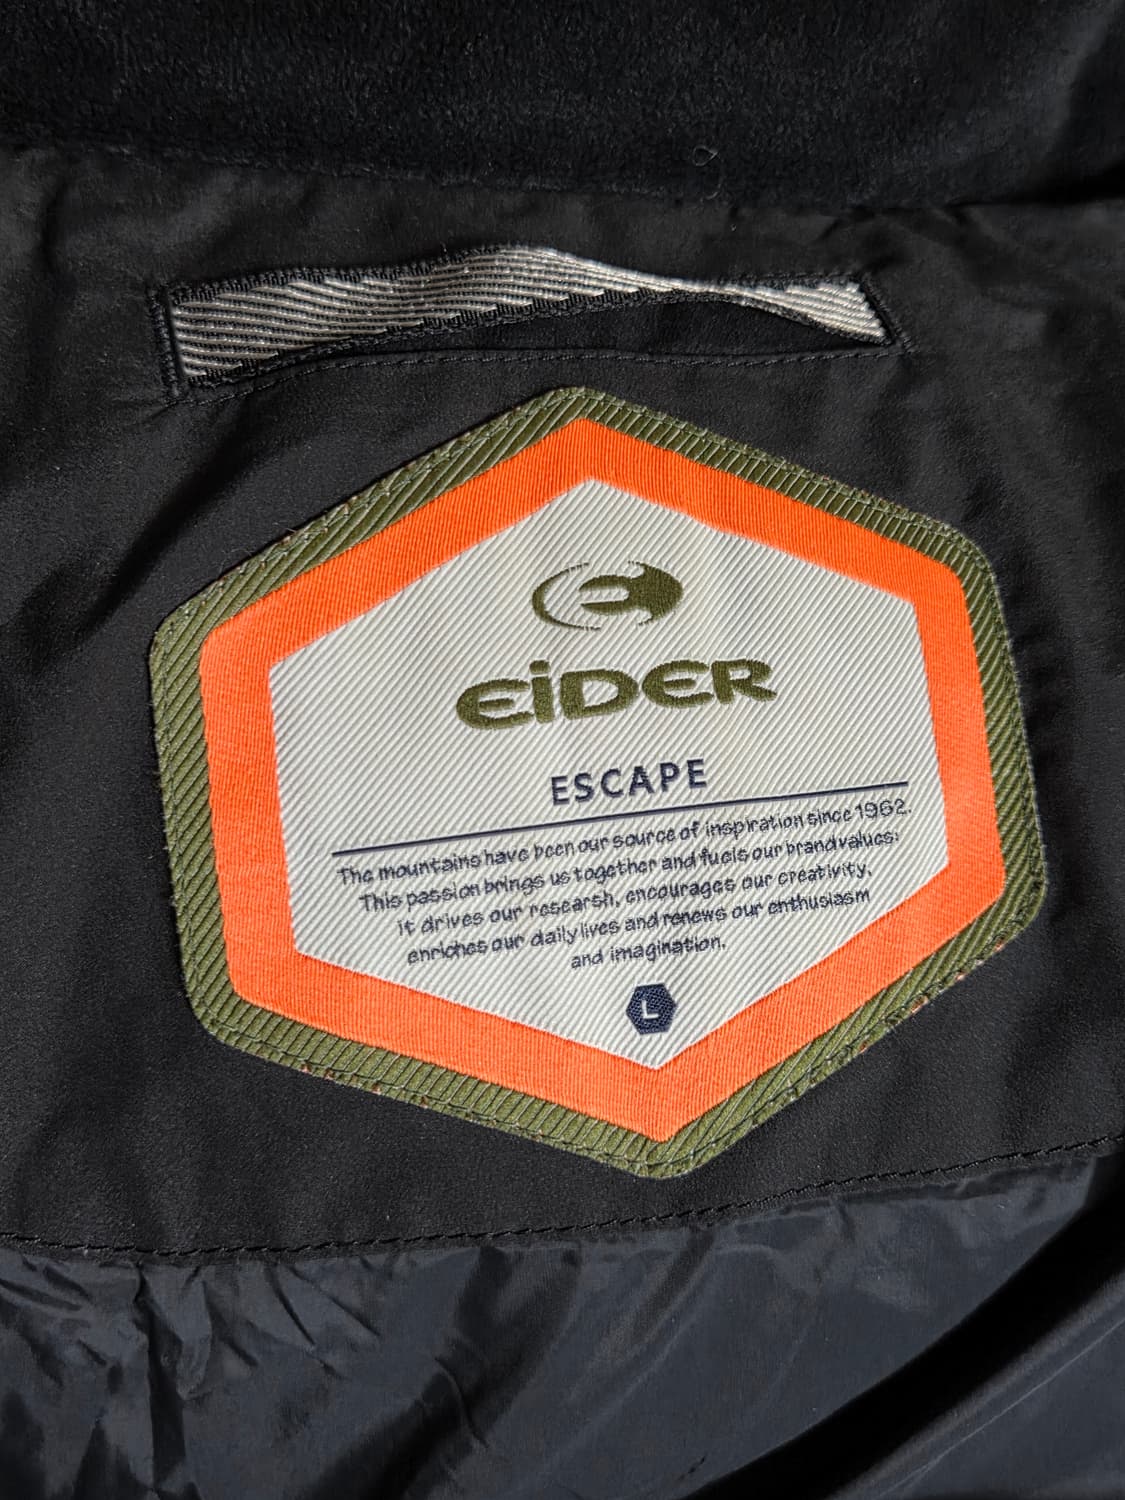 e
EiDER
ESCAPE
The mountains have been our source of inspiration since 1962.
This passion brings us together and fuels our brand values:
it drives our research, encourages our creativity,
enriches our daily lives and renews our enthusiasm
and imagination.
L